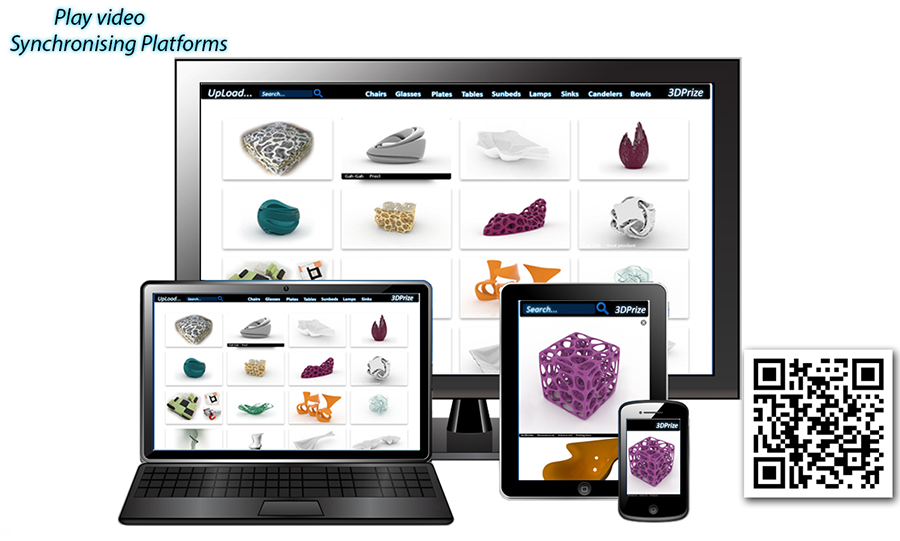 Play video
Synchronising Platforms
UpLoad... Search... Chairs Glasses Plates Tables Sunbeds Lamps Sinks Candelers Bowls 3DPrize
UpLoad... Search... Chairs Glasses Plates Tables Sunbeds Lamps Sinks 3DPrize
Search... 3DPrize
3DPrize